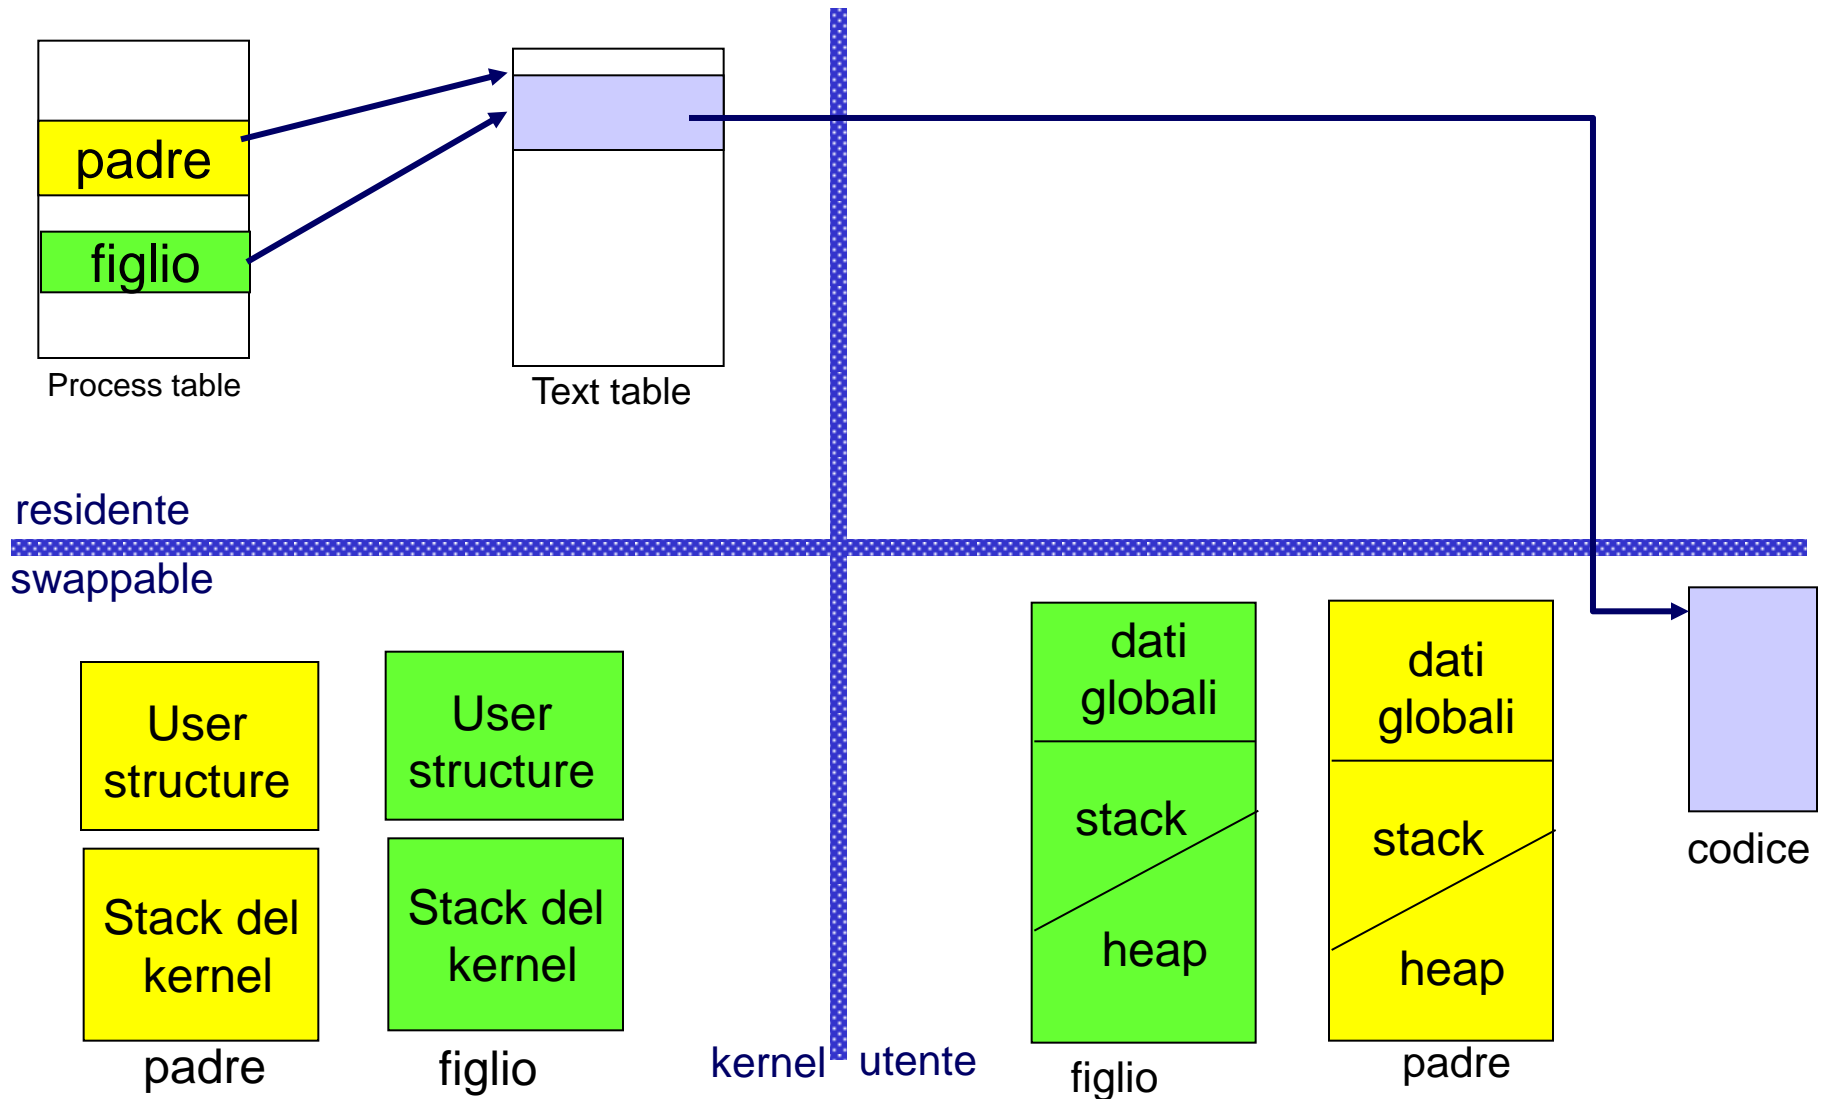 padre
figlio
Process table
Text table
residente
swappable
User
structure
Stack del
kernel
padre
User
structure
Stack del
kernel
figlio
kernel
utente
dati
globali
stack
heap
figlio
dati
globali
stack
heap
padre
codice